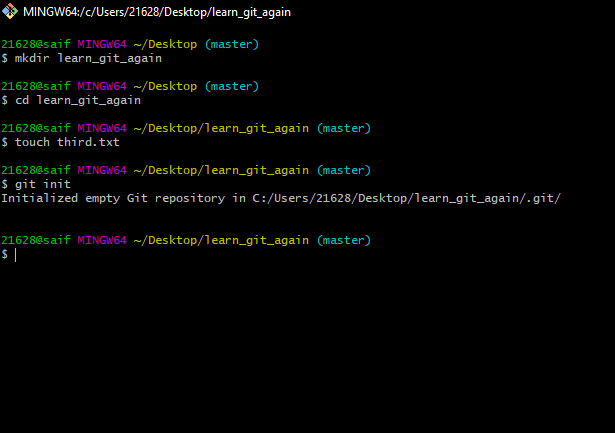 MINGW64:/c/Users/21628/Desktop/learn_git_again
21628@saif MINGW64 ~/Desktop (master)
$ mkdir learn_git_again
21628@saif MINGW64 ~/Desktop (master)
$ cd learn_git_again
21628@saif MINGW64 ~/Desktop/learn_git_again (master)
$ touch third.txt
21628@saif MINGW64 ~/Desktop/learn_git_again (master)
$ git init
Initialized empty Git repository in C:/Users/21628/Desktop/learn_git_again/.git/
21628@saif MINGW64 ~/Desktop/learn_git_again (master)
$